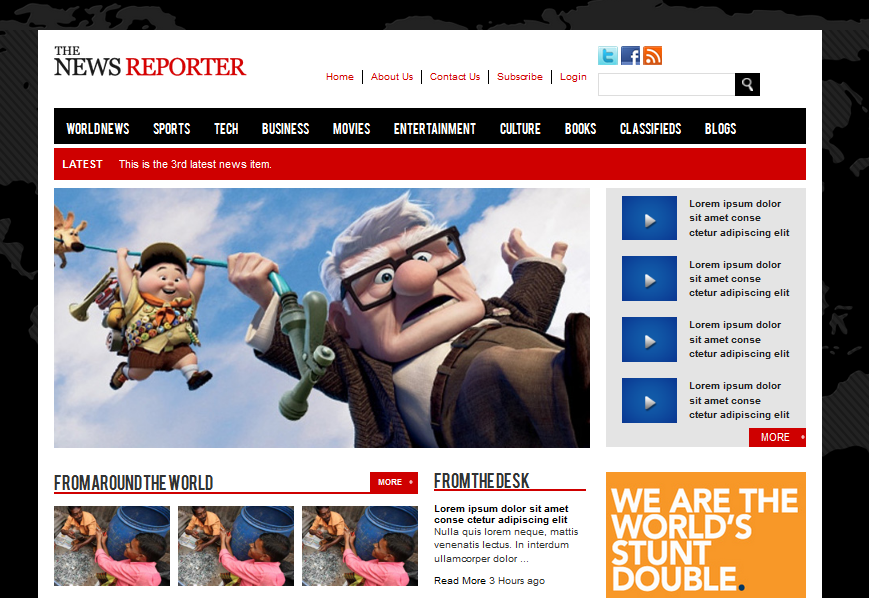 THE
NEWS REPORTER
Home
About Us
Contact Us
Subscribe
Login
WORLD NEWS
SPORTS
TECH
BUSINESS
MOVIES
ENTERTAINMENT
CULTURE
BOOKS
CLASSIFIEDS
BLOGS
LATEST
This is the 3rd latest news item.
Lorem ipsum dolor
sit amet conse
ctetur adipiscing elit
Lorem ipsum dolor
sit amet conse
ctetur adipiscing elit
Lorem ipsum dolor
sit amet conse
ctetur adipiscing elit
Lorem ipsum dolor
sit amet conse
ctetur adipiscing elit
MORE
FROM AROUND THE WORLD
MORE
FROM THE DESK
Lorem ipsum dolor sit amet
conse ctetur adipiscing elit
Nulla quis lorem neque, mattis
venenatis lectus. In interdum
ullamcorper dolor ...
Read More 3 Hours ago
WE ARE THE
WORLD'S
STUNT
DOUBLE.